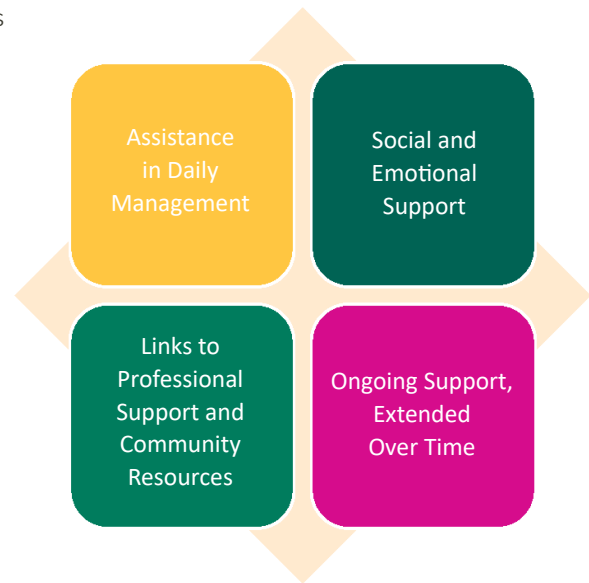 s
Assistance
in Daily
Management
Social and
Emotional
Support
Links to
Professional
Support and
Community
Resources
Ongoing Support,
Extended
Over Time